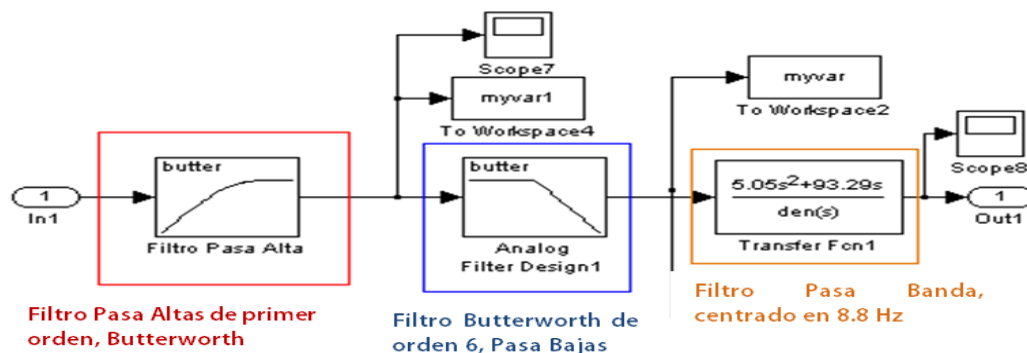 Scope7
myvar1
To Workspace4
myvar
To Workspace2
Scope8
1
In1
butter
Filtro Pasa Alta
butter
Analog
Filter Design1
5.05s²+93.29s
den(s)
Transfer Fcn1
1
Out1
Filtro Pasa Altas de primer
orden, Butterworth
Filtro Butterworth de
orden 6, Pasa Bajas
Filtro Pasa Banda,
centrado en 8.8 Hz